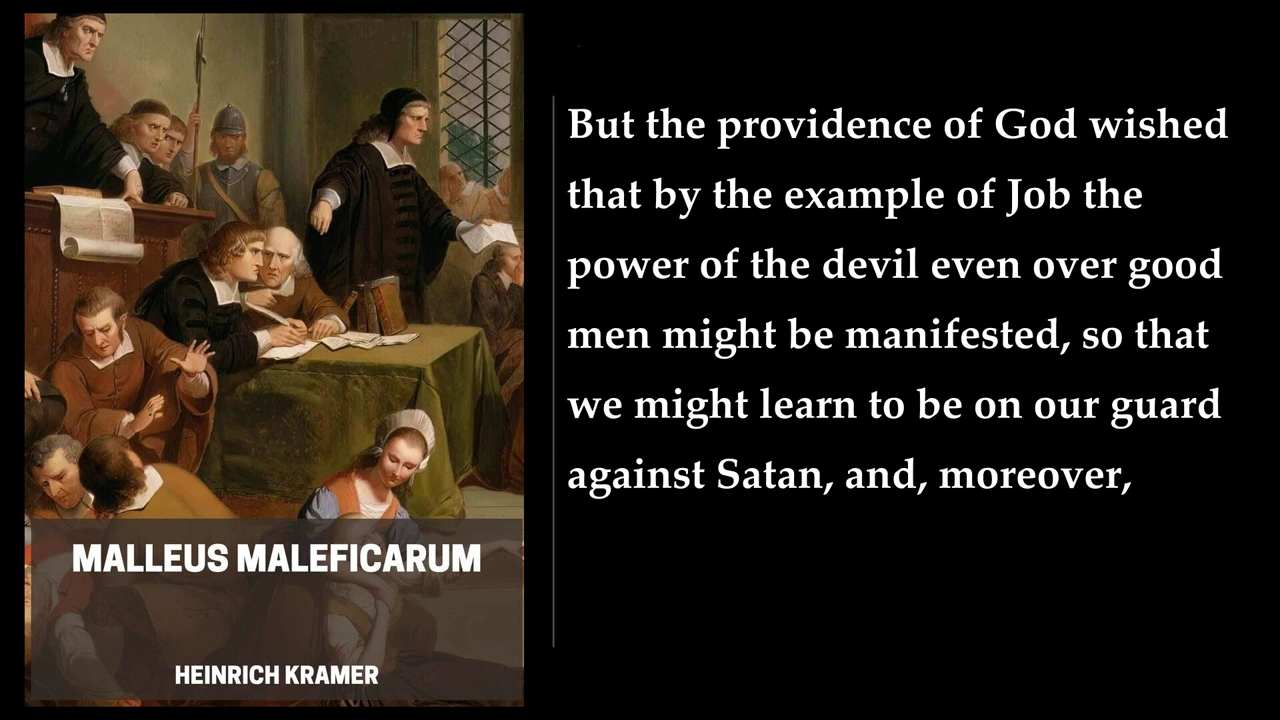 MALLEUS MALEFICARUM
HEINRICH KRAMER
But the providence of God wished
that by the example of Job the
power of the devil even over good
men might be manifested, so that
we might learn to be on our guard
against Satan, and, moreover,